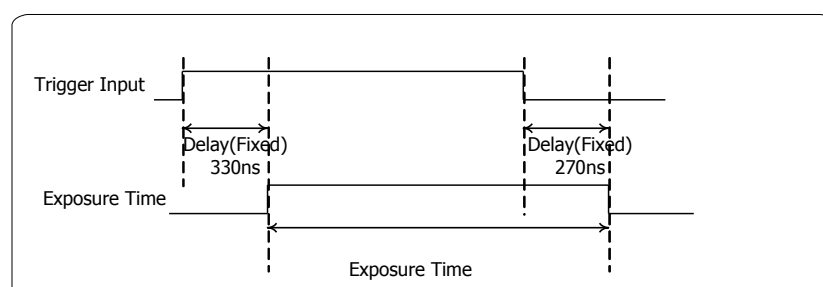 Trigger Input
Delay(Fixed)
330ns
Delay(Fixed)
270ns
Exposure Time
Exposure Time